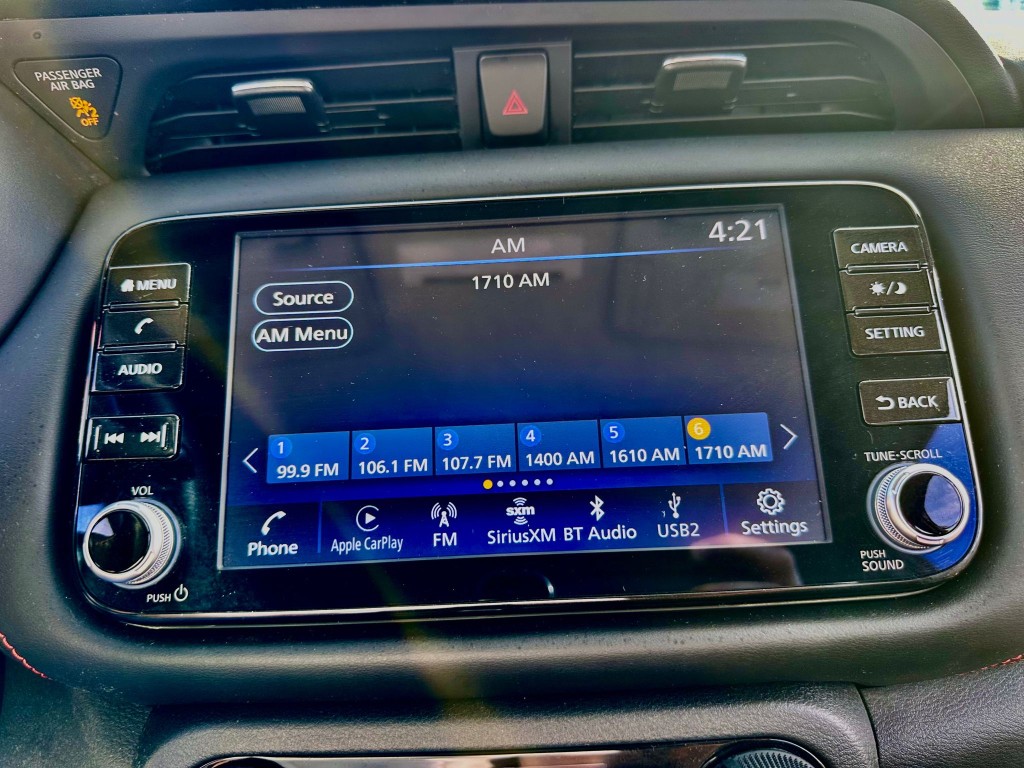 PASSENGER
AIR BAG
2
OFF
MENU
AUDIO
VOL
PUSH
AM
4:21
1710 AM
Source
AM Menu
1
99.9 FM
2
106.1 FM
3
107.7 FM
4
1400 AM
5
1610 AM
6
1710 AM
Phone
Apple CarPlay
FM
sxm
SiriusXM
BT Audio
USB2
Settings
CAMERA
SETTING
BACK
TUNE-SCROLL
PUSH
SOUND